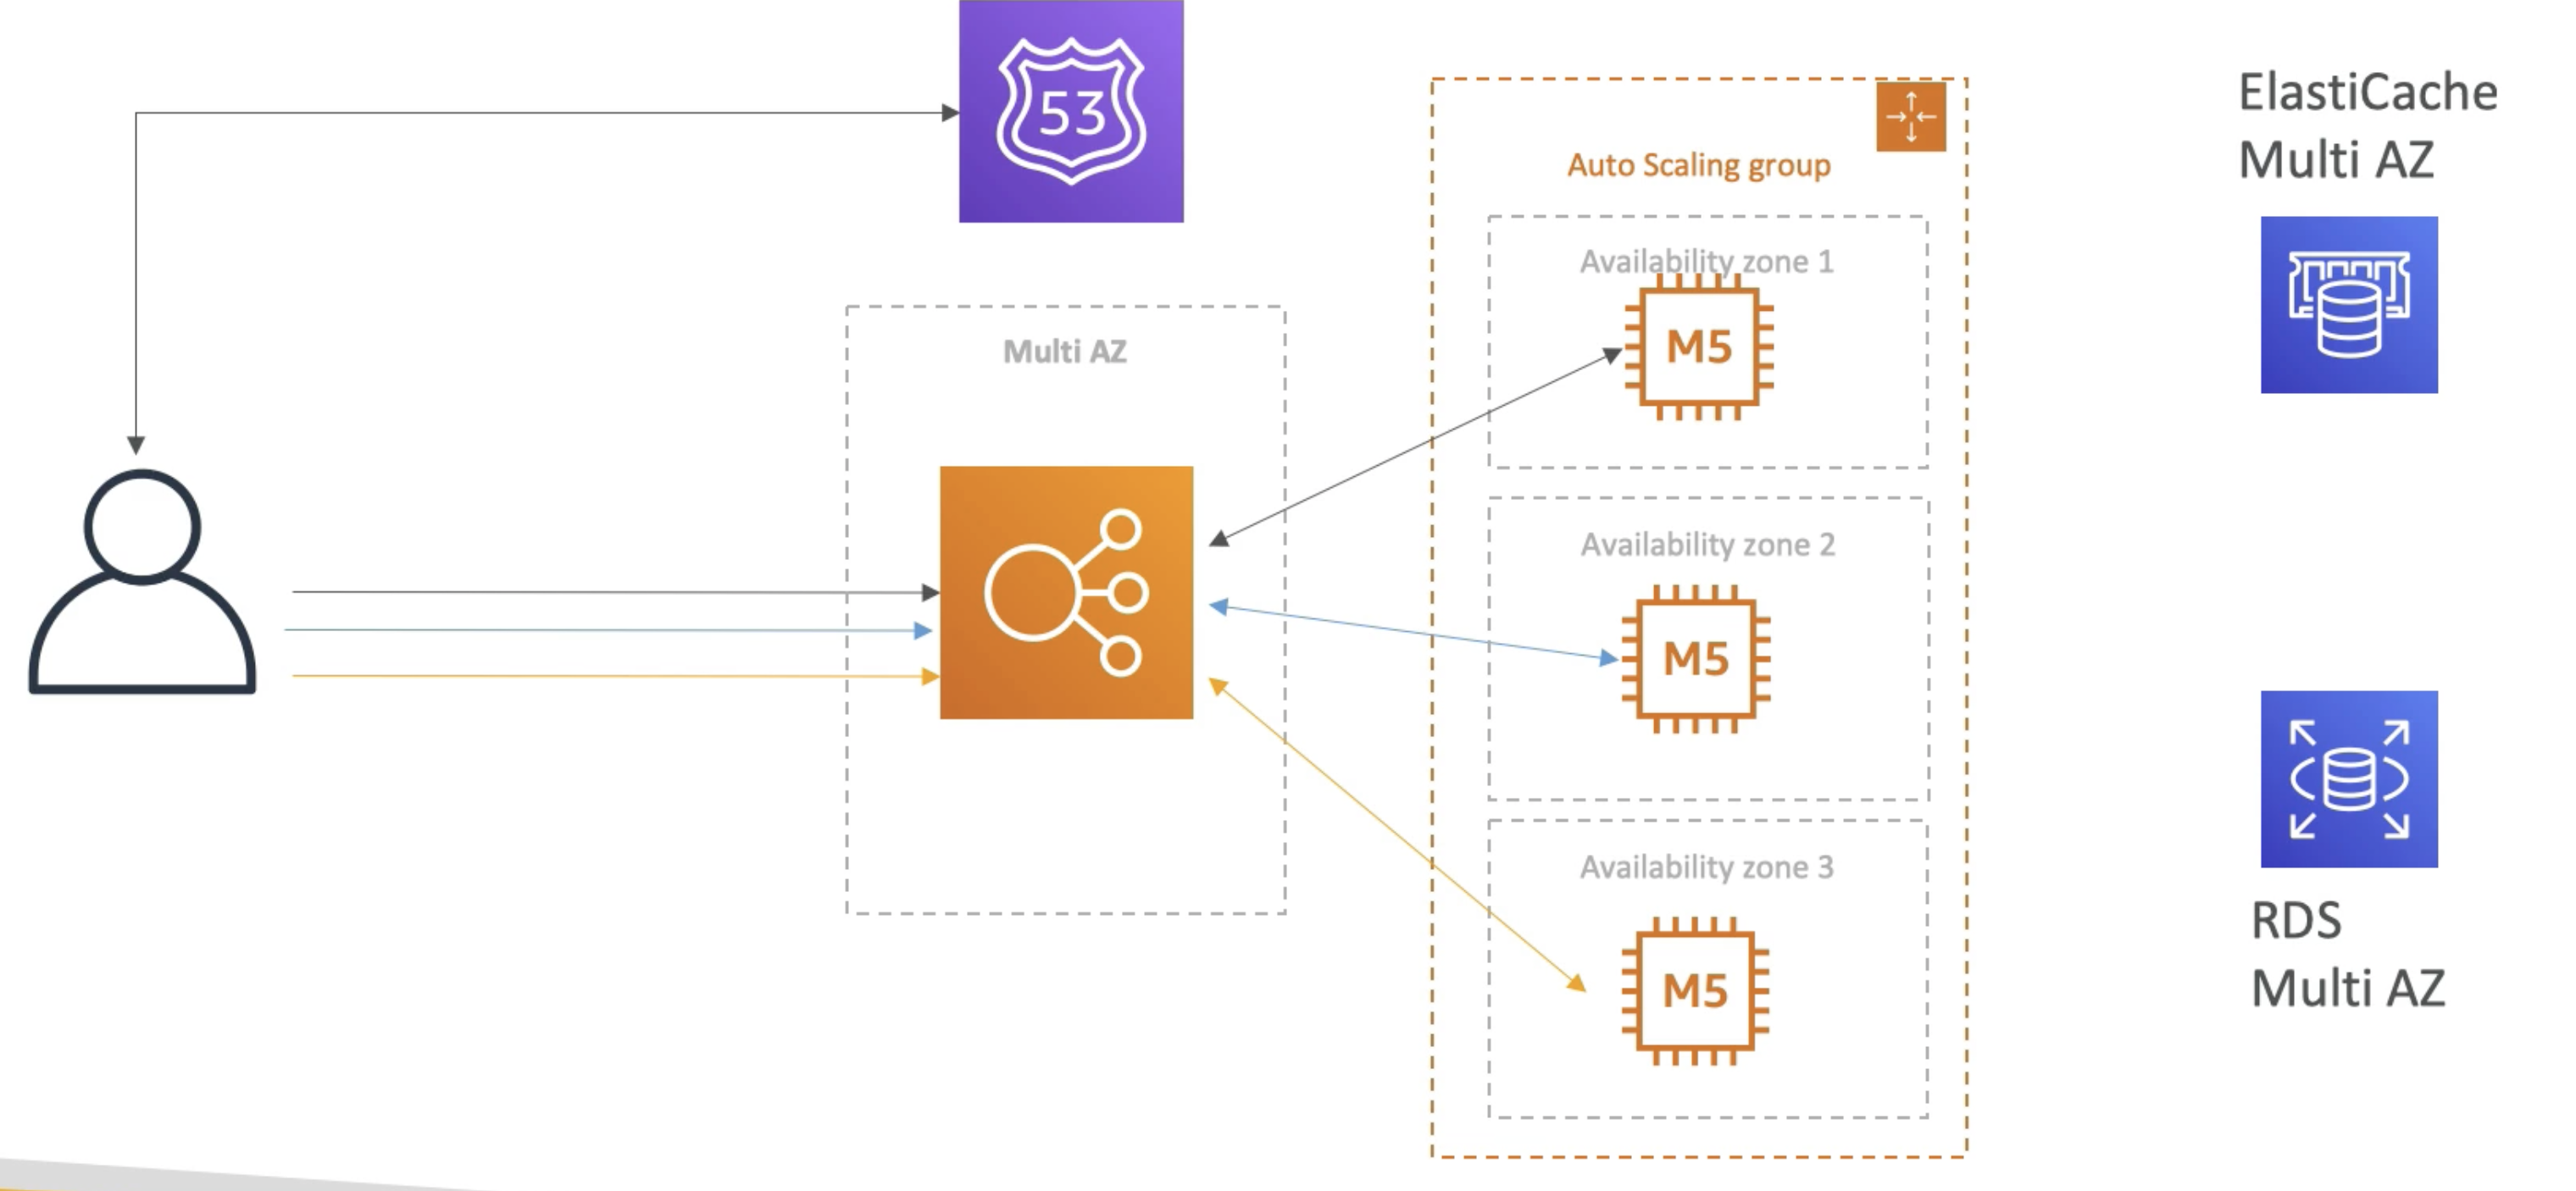 53
ElastiCache
Multi AZ
Auto Scaling group
Availability zone 1
M5
Multi AZ
Availability zone 2
M5
Availability zone 3
M5
RDS
Multi AZ